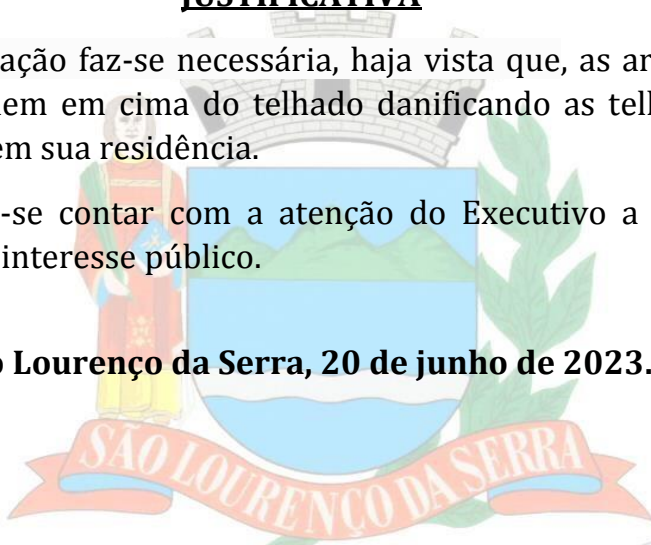 JUSTIFICATIVA
ação faz-se necessária, haja vista que, as ar
em em cima do telhado danificando as tell
em sua residência.
-se contar com a atenção do Executivo a
interesse público.
o Lourenço da Serra, 20 de junho de 2023.
SÃO LOURENÇO DA SERRA